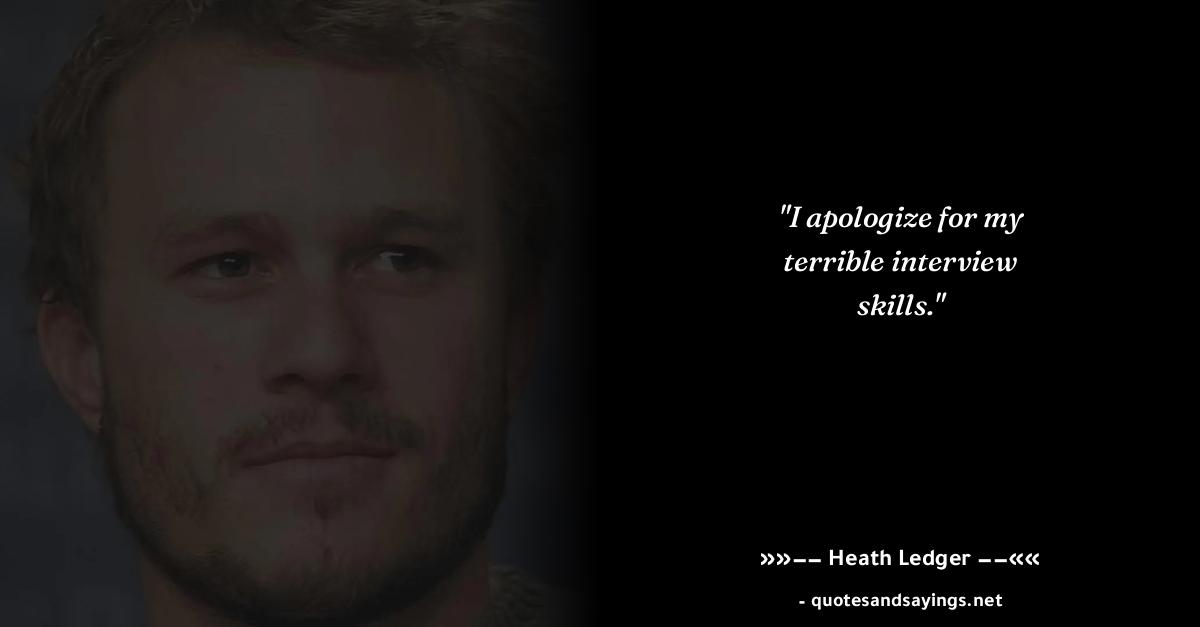 "I apologize for my
terrible interview
skills."
»»–– Heath Ledger ––««
- quotesandsayings.net